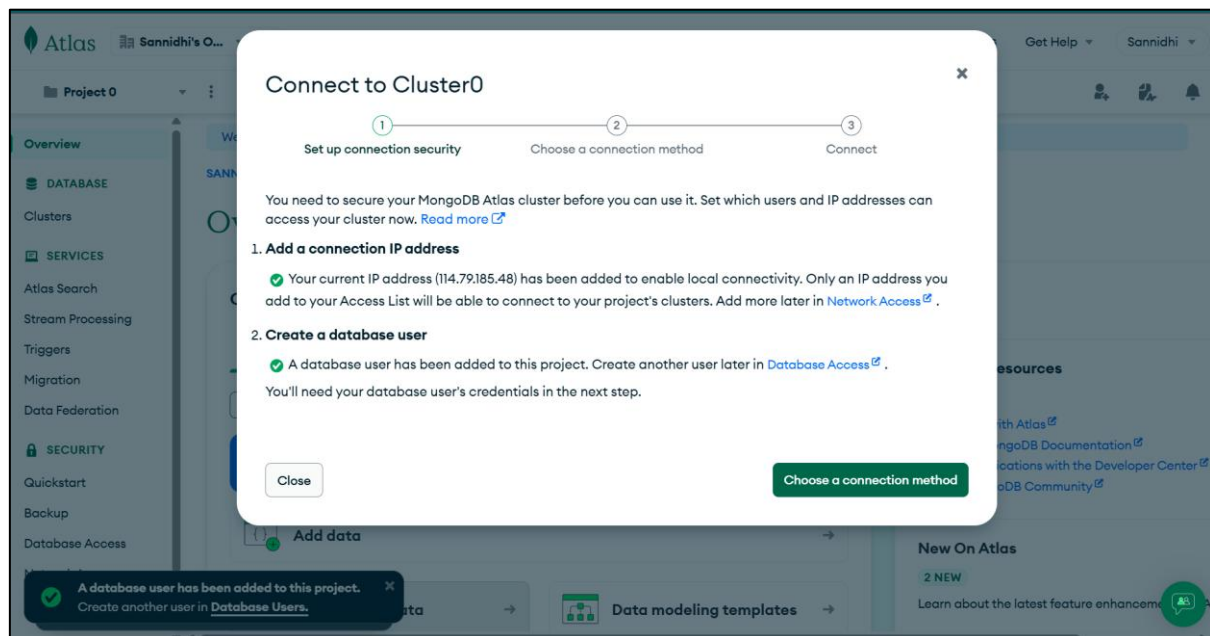 Atlas
Sannidhi's O...
Get Help
Sannidhi
Project 0
Overview
DATABASE
Clusters
SERVICES
Atlas Search
Stream Processing
Triggers
Migration
Data Federation
SECURITY
Quickstart
Backup
Database Access
Connect to Cluster0
1
2
3
Set up connection security
Choose a connection method
Connect
You need to secure your MongoDB Atlas cluster before you can use it. Set which users and IP addresses can
access your cluster now. Read more
1. Add a connection IP address
Your current IP address (114.79.185.48) has been added to enable local connectivity. Only an IP address you
add to your Access List will be able to connect to your project's clusters. Add more later in Network Access .
2. Create a database user
A database user has been added to this project. Create another user later in Database Access .
You'll need your database user's credentials in the next step.
Close
Choose a connection method
Add data
Data modeling templates
with Atlas
Documentation
with the Developer Center
Community
New On Atlas
2 NEW
Learn about the latest feature
A database user has been added to this project.
Create another user in Database Users.